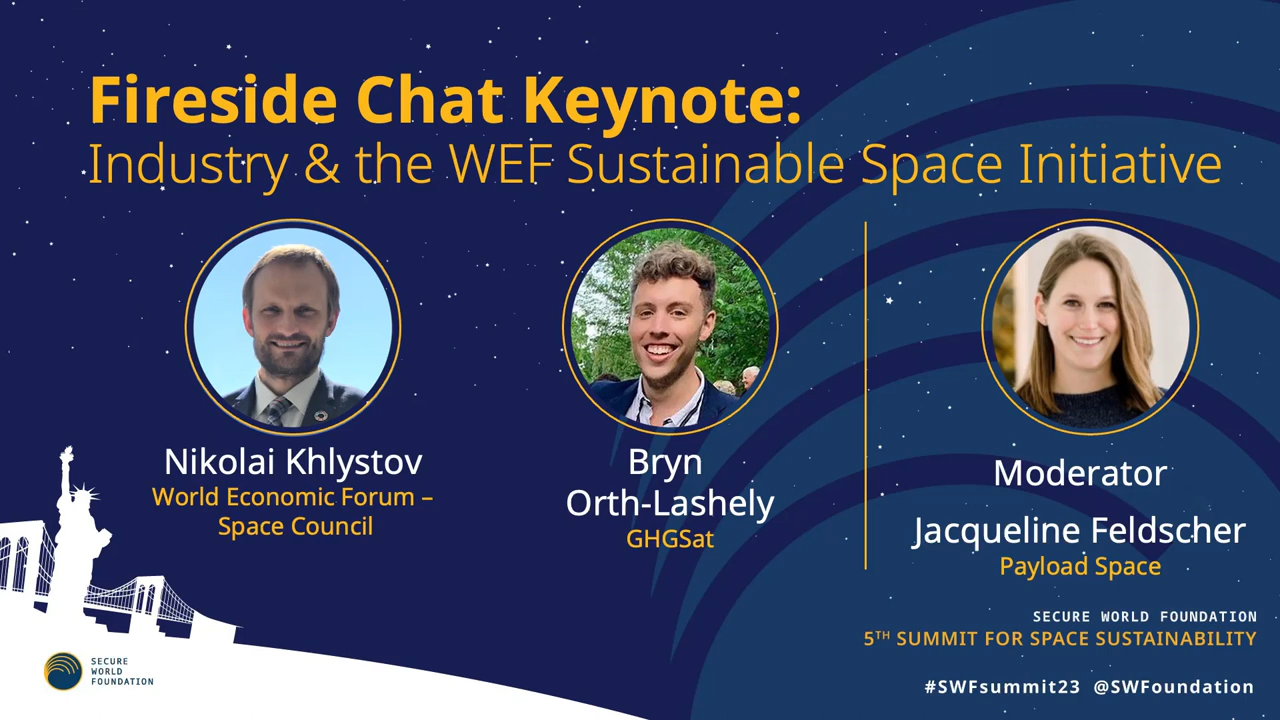 Fireside Chat Keynote:
Industry & the WEF Sustainable Space Initiative
Nikolai Khlystov
World Economic Forum –
Space Council
Bryn
Orth-Lashely
GHGSat
Moderator
Jacqueline Feldscher
Payload Space
SECURE WORLD FOUNDATION
5TH SUMMIT FOR SPACE SUSTAINABILITY
#SWFsummit23 @SWFoundation
SECURE
WORLD
FOUNDATION